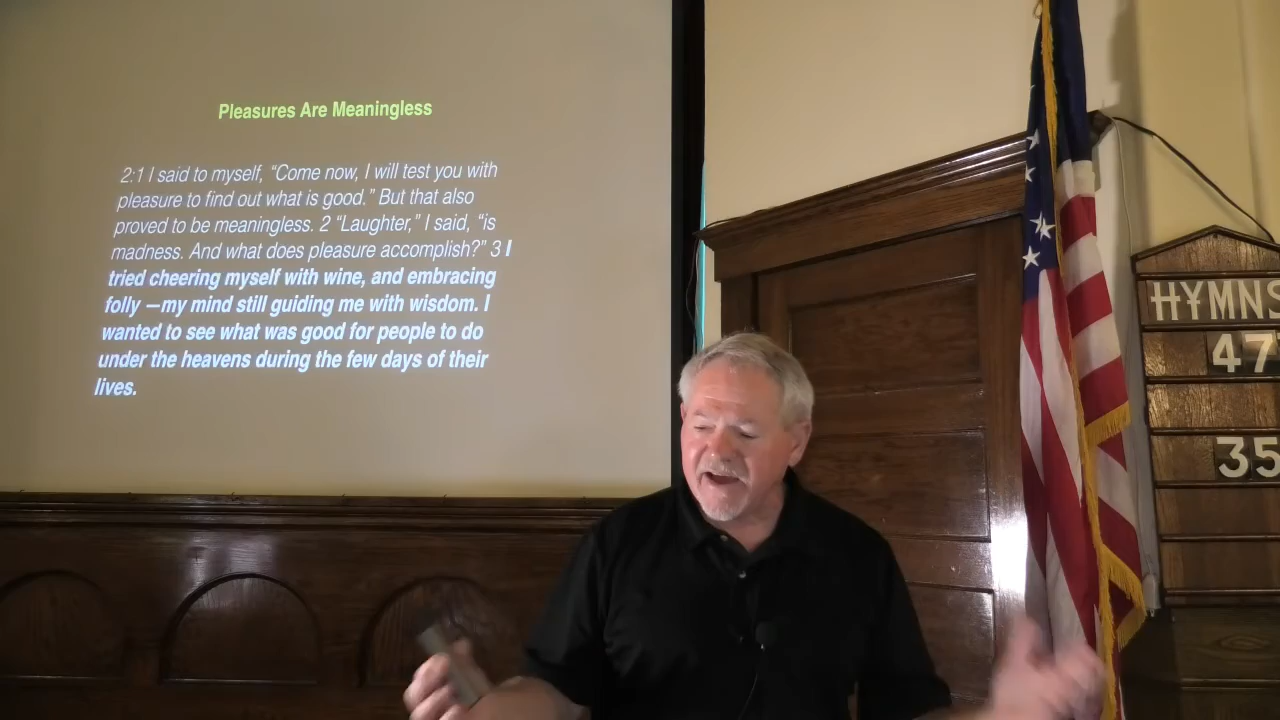 Pleasures Are Meaningless
2:1 I said to myself, “Come now, I will test you with
pleasure to find out what is good.” But that also
proved to be meaningless. 2 “Laughter,” I said, “is
madness. And what does pleasure accomplish?” 3 I
tried cheering myself with wine, and embracing
folly —my mind still guiding me with wisdom. I
wanted to see what was good for people to do
under the heavens during the few days of their
lives.
HYMNS
47
35